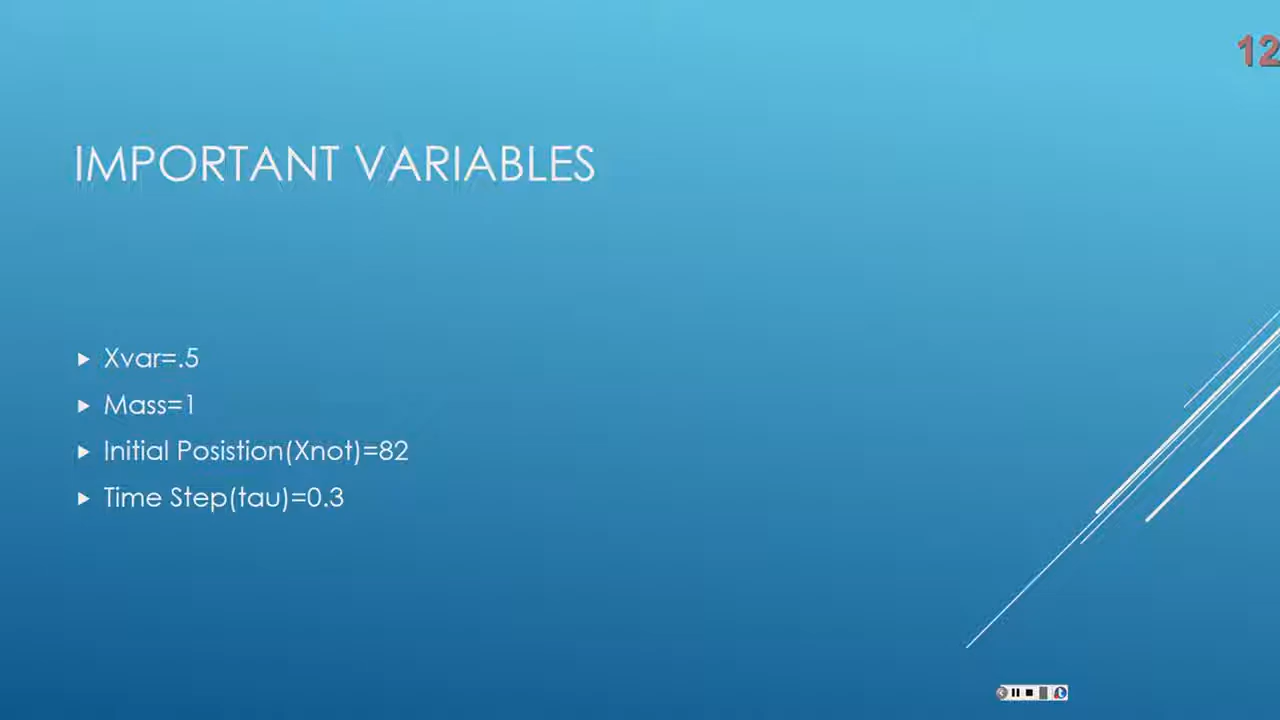 12
IMPORTANT VARIABLES
Xvar=.5
Mass=1
Initial Posistion(Xnot)=82
Time Step(tau)=0.3